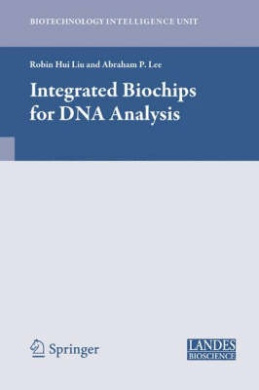 BIOTECHNOLOGY INTELLIGENCE UNIT
Robin Hui Liu and Abraham P. Lee
Integrated Biochips
for DNA Analysis
Springer
LANDES
BIOSCIENCE